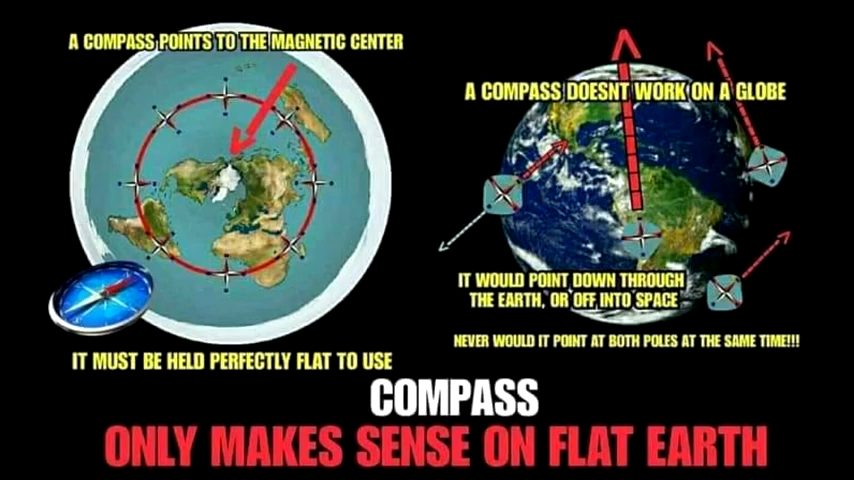 A COMPASS POINTS TO THE MAGNETIC CENTER
IT MUST BE HELD PERFECTLY FLAT TO USE
A COMPASS DOESNT WORK ON A GLOBE
IT WOULD POINT DOWN THROUGH
THE EARTH, OR OFF INTO SPACE
NEVER WOULD IT POINT AT BOTH POLES AT THE SAME TIME!!!
COMPASS
ONLY MAKES SENSE ON FLAT EARTH